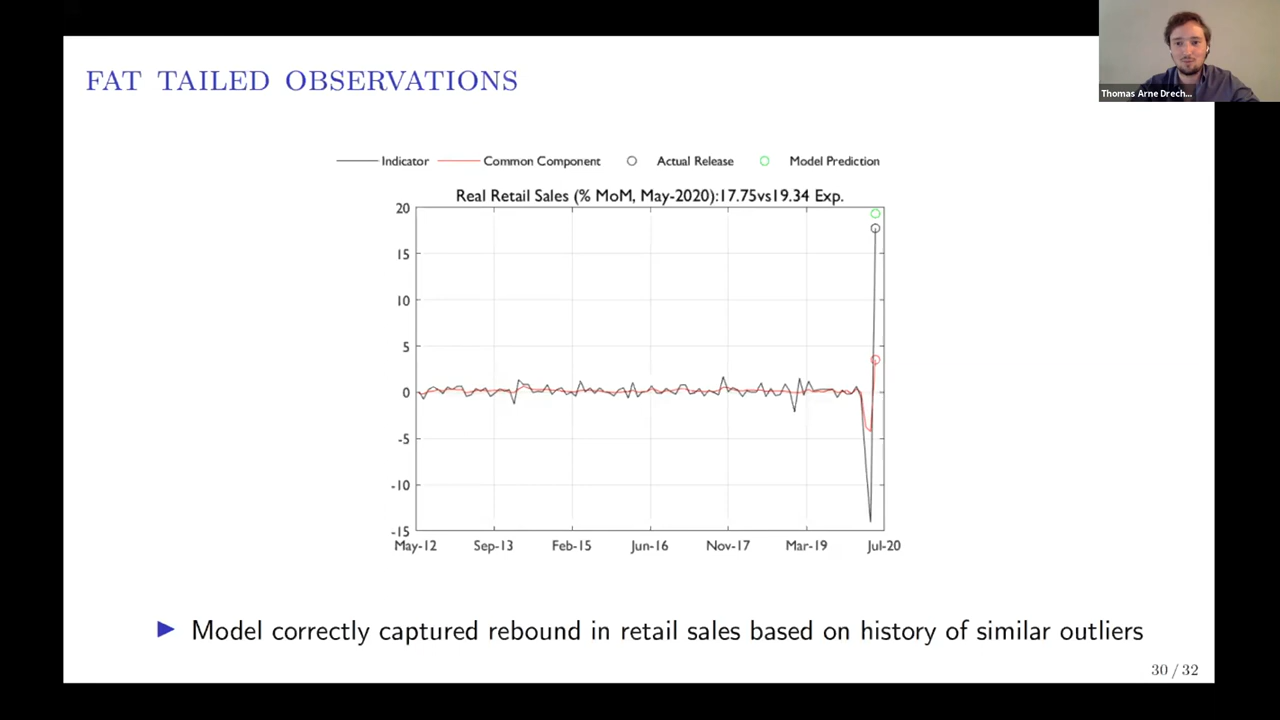 FAT TAILED OBSERVATIONS
Thomas Arne Drech...
Indicator Common Component Actual Release Model Prediction
Real Retail Sales (% MoM, May-2020):17.75vs19.34 Exp.
20
15
10
5
0
-5
-10
-15
May-12 Sep-13 Feb-15 Jun-16 Nov-17 Mar-19 Jul-20
Model correctly captured rebound in retail sales based on history of similar outliers
30 / 32